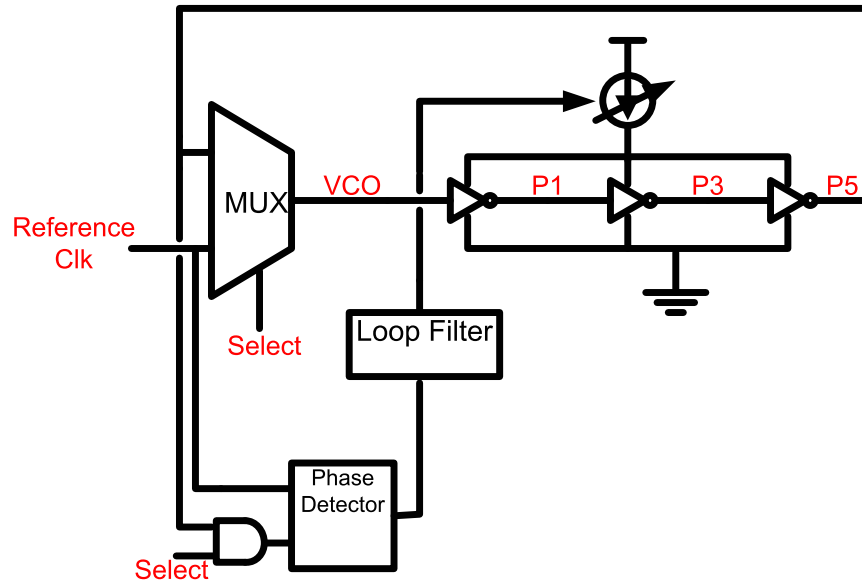 MUX
VCO
P1
P3
P5
Reference
Clk
Select
Loop Filter
Phase
Detector
Select